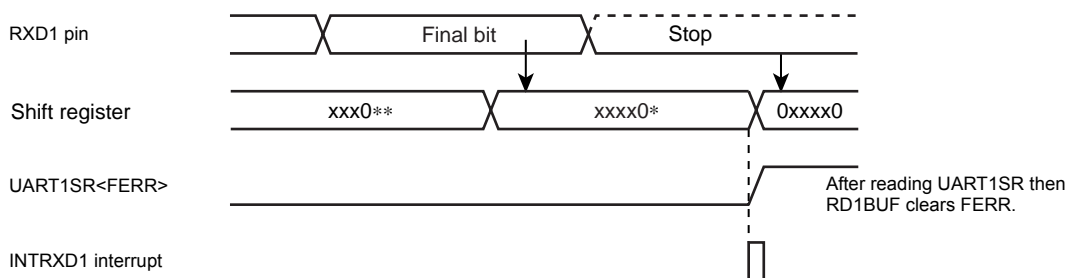 RXD1 pin
Final bit
Stop
Shift register
xxx0**
xxxx0*
0xxxx0
UART1SR<FERR>
After reading UART1SR then
RD1BUF clears FERR.
INTRXD1 interrupt